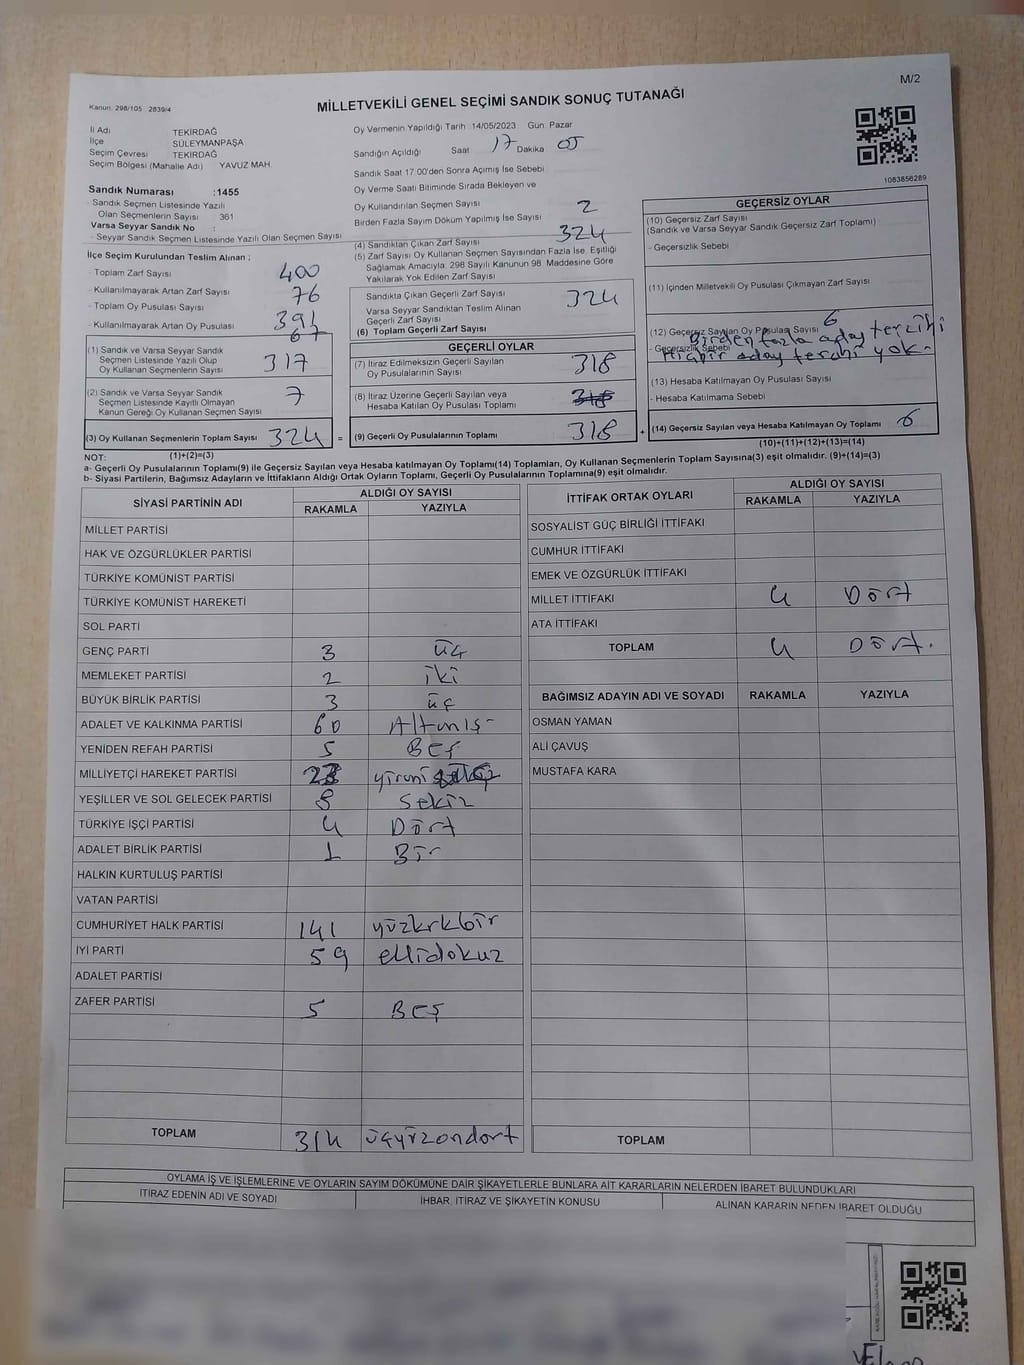 M/2
Kanun: 298/105 2839/4
MİLLETVEKİLİ GENEL SEÇİMİ SANDIK SONUÇ TUTANAĞI
İl Adı TEKİRDAĞ
İlçe SÜLEYMANPAŞA
Seçim Çevresi TEKİRDAĞ
Seçim Bölgesi (Mahalle Adı) YAVUZ MAH.
Sandık Numarası :1455
- Sandık Seçmen Listesinde Yazılı
Olan Seçmenlerin Sayısı : 361
Varsa Seyyar Sandık No :
- Seyyar Sandık Seçmen Listesinde Yazılı Olan Seçmen Sayısı
Oy Vermenin Yapıldığı Tarih :14/05/2023 Gün: Pazar
Sandığın Açıldığı Saat 17 Dakika 05
Sandık Saat 17:00'den Sonra Açımış İse Sebebi
Oy Verme Saati Bitiminde Sırada Bekleyen ve
Oy Kullandırılan Seçmen Sayısı
Birden Fazla Sayım Döküm Yapılmış İse Sayısı 2
1083856289
İlçe Seçim Kurulundan Teslim Alınan ;
- Toplam Zarf Sayısı 400
- Kullanılmayarak Artan Zarf Sayısı 76
- Toplam Oy Pusulası Sayısı 391
- Kullanılmayarak Artan Oy Pusulası 67
(1) Sandık ve Varsa Seyyar Sandık
Seçmen Listesinde Yazılı Olup
Oy Kullanan Seçmenlerin Sayısı 317
(2) Sandık ve Varsa Seyyar Sandık
Seçmen Listesinde Kayıtlı Olmayan
Kanun Gereği Oy Kullanan Seçmen Sayısı 7
(3) Oy Kullanan Seçmenlerin Toplam Sayısı 324 =
(4) Sandıktan Çıkan Zarf Sayısı 324
(5) Zarf Sayısı Oy Kullanan Seçmen Sayısından Fazla İse, Eşitliği
Sağlamak Amacıyla; 298 Sayılı Kanunun 98. Maddesine Göre
Yakılarak Yok Edilen Zarf Sayısı
Sandıkta Çıkan Geçerli Zarf Sayısı 324
Varsa Seyyar Sandıktan Teslim Alınan
Geçerli Zarf Sayısı
(6) Toplam Geçerli Zarf Sayısı
GEÇERLİ OYLAR
(7) İtiraz Edilmeksizin Geçerli Sayılan
Oy Pusulalarının Sayısı 318
(8) İtiraz Üzerine Geçerli Sayılan veya
Hesaba Katılan Oy Pusulası Toplamı 318
(9) Geçerli Oy Pusulalarının Toplamı 318 +
GEÇERSİZ OYLAR
(10) Geçersiz Zarf Sayısı
(Sandık ve Varsa Seyyar Sandık Geçersiz Zarf Toplamı)
- Geçersizlik Sebebi
(11) İçinden Milletvekili Oy Pusulası Çıkmayan Zarf Sayısı
(12) Geçersiz Sayılan Oy Pusulası Sayısı 6
- Geçersizlik Sebebi Birden fazla aday tercihi
Hiçbir aday tercihi yok.
(13) Hesaba Katılmayan Oy Pusulası Sayısı
- Hesaba Katılmama Sebebi
(14) Geçersiz Sayılan veya Hesaba Katılmayan Oy Toplamı 6
NOT: (1)+(2)=(3) (10)+(11)+(12)+(13)=(14)
a- Geçerli Oy Pusulalarının Toplamı(9) ile Geçersiz Sayılan veya Hesaba katılmayan Oy Toplamı(14) Toplamları, Oy Kullanan Seçmenlerin Toplam Sayısına(3) eşit olmalıdır. (9)+(14)=(3)
b- Siyasi Partilerin, Bağımsız Adayların ve İttifakların Aldığı Ortak Oyların Toplamı, Geçerli Oy Pusulalarının Toplamına(9) eşit olmalıdır.
SİYASİ PARTİNİN ADI ALDIĞI OY SAYISI
RAKAMLA YAZIYLA
MİLLET PARTİSİ
HAK VE ÖZGÜRLÜKLER PARTİSİ
TÜRKİYE KOMÜNİST PARTİSİ
TÜRKİYE KOMÜNİST HAREKETİ
SOL PARTİ
GENÇ PARTİ 3 üç
MEMLEKET PARTİSİ 2 iki
BÜYÜK BİRLİK PARTİSİ 3 üç
ADALET VE KALKINMA PARTİSİ 60 Altmış
YENİDEN REFAH PARTİSİ 5 Beş
MİLLİYETÇİ HAREKET PARTİSİ yirmi
YEŞİLLER VE SOL GELECEK PARTİSİ 8 Sekiz
TÜRKİYE İŞÇİ PARTİSİ 4 Dört
ADALET BİRLİK PARTİSİ 1 Bir
HALKIN KURTULUŞ PARTİSİ
VATAN PARTİSİ
CUMHURİYET HALK PARTİSİ 141 yüzkrkbir
İYİ PARTİ 59 ellidokuz
ADALET PARTİSİ
ZAFER PARTİSİ 5 BEŞ
TOPLAM 314 üçyüzondört
İTTİFAK ORTAK OYLARI ALDIĞI OY SAYISI
RAKAMLA YAZIYLA
SOSYALİST GÜÇ BİRLİĞİ İTTİFAKI
CUMHUR İTTİFAKI
EMEK VE ÖZGÜRLÜK İTTİFAKI
MİLLET İTTİFAKI 4 Dört
ATA İTTİFAKI
TOPLAM 4 Dört.
BAĞIMSIZ ADAYIN ADI VE SOYADI RAKAMLA YAZIYLA
OSMAN YAMAN
ALİ ÇAVUŞ
MUSTAFA KARA
TOPLAM
OYLAMA İŞ VE İŞLEMLERİNE VE OYLARIN SAYIM DÖKÜMÜNE DAİR ŞİKAYETLERLE BUNLARA AİT KARARLARIN NELERDEN İBARET BULUNDUKLARI
İTİRAZ EDENİN ADI VE SOYADI İHBAR, İTİRAZ VE ŞİKAYETİN KONUSU ALINAN KARARIN NEDEN İBARET OLDUĞU